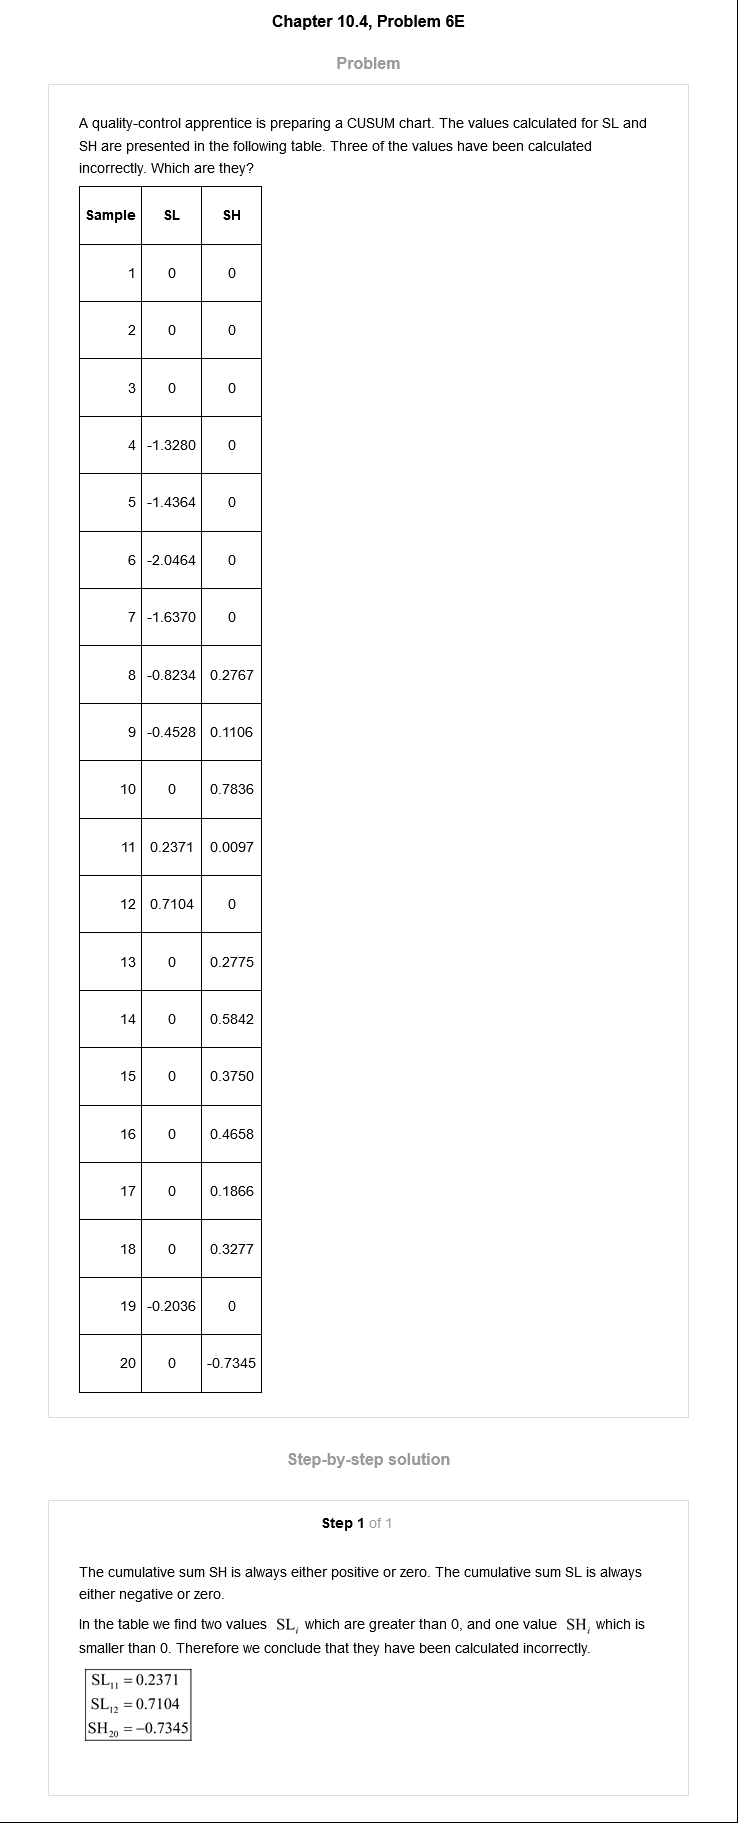 Chapter 10.4, Problem 6E
Problem
A quality-control apprentice is preparing a CUSUM chart. The values calculated for SL and
SH are presented in the following table. Three of the values have been calculated
incorrectly. Which are they?
Sample SL SH
1 0 0
2 0 0
3 0 0
4 -1.3280 0
5 -1.4364 0
6 -2.0464 0
7 -1.6370 0
8 -0.8234 0.2767
9 -0.4528 0.1106
10 0 0.7836
11 0.2371 0.0097
12 0.7104 0
13 0 0.2775
14 0 0.5842
15 0 0.3750
16 0 0.4658
17 0 0.1866
18 0 0.3277
19 -0.2036 0
20 0 -0.7345
Step-by-step solution
Step 1 of 1
The cumulative sum SH is always either positive or zero. The cumulative sum SL is always
either negative or zero.
In the table we find two values SLᵢ which are greater than 0, and one value SHᵢ which is
smaller than 0. Therefore we conclude that they have been calculated incorrectly.
SL₁₁ = 0.2371
SL₁₂ = 0.7104
SH₂₀ = −0.7345